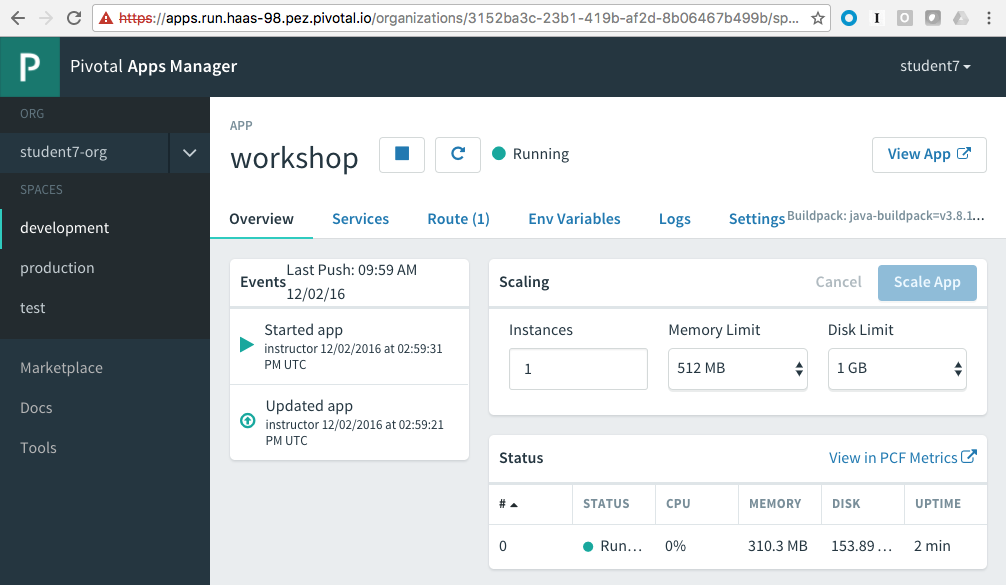 https://apps.run.haas-98.pez.pivotal.io/organizations/3152ba3c-23b1-419b-af2d-8b06467b499b/sp...
P
Pivotal Apps Manager
student7
ORG
student7-org
SPACES
development
production
test
Marketplace
Docs
Tools
APP
workshop
Running
View App
Overview
Services
Route (1)
Env Variables
Logs
Settings
Buildpack: java-buildpack=v3.8.1...
Events
Last Push: 09:59 AM
12/02/16
Started app
instructor 12/02/2016 at 02:59:31
PM UTC
Updated app
instructor 12/02/2016 at 02:59:21
PM UTC
Scaling
Cancel
Scale App
Instances
Memory Limit
Disk Limit
1
512 MB
1 GB
Status
View in PCF Metrics
#
STATUS
CPU
MEMORY
DISK
UPTIME
0
Run...
0%
310.3 MB
153.89 ...
2 min